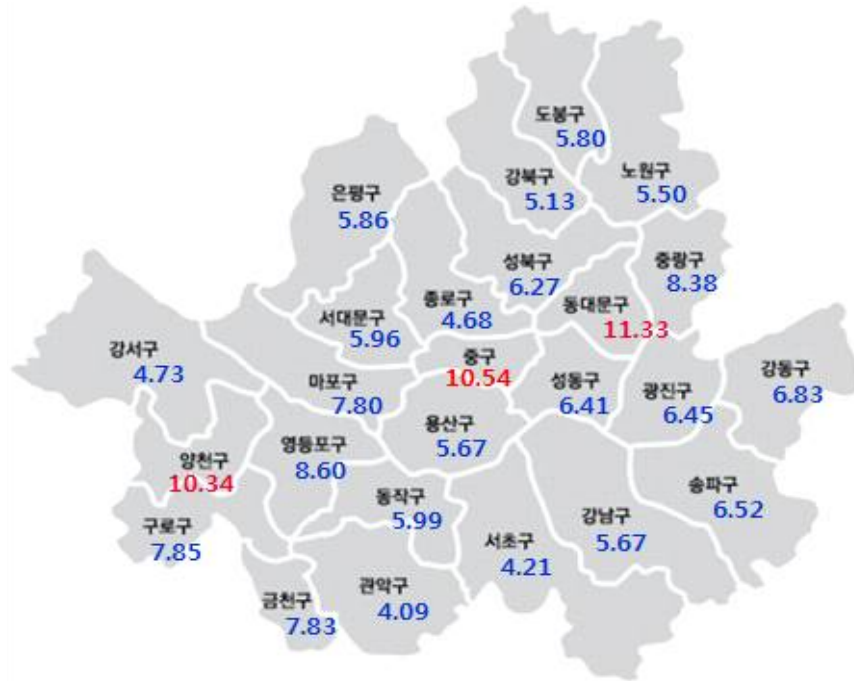 도봉구
5.80
강북구
5.13
노원구
5.50
은평구
5.86
성북구
6.27
중랑구
8.38
종로구
4.68
동대문구
11.33
서대문구
5.96
강서구
4.73
중구
10.54
마포구
7.80
성동구
6.41
광진구
6.45
강동구
6.83
용산구
5.67
영등포구
8.60
양천구
10.34
동작구
5.99
송파구
6.52
구로구
7.85
강남구
5.67
서초구
4.21
관악구
4.09
금천구
7.83